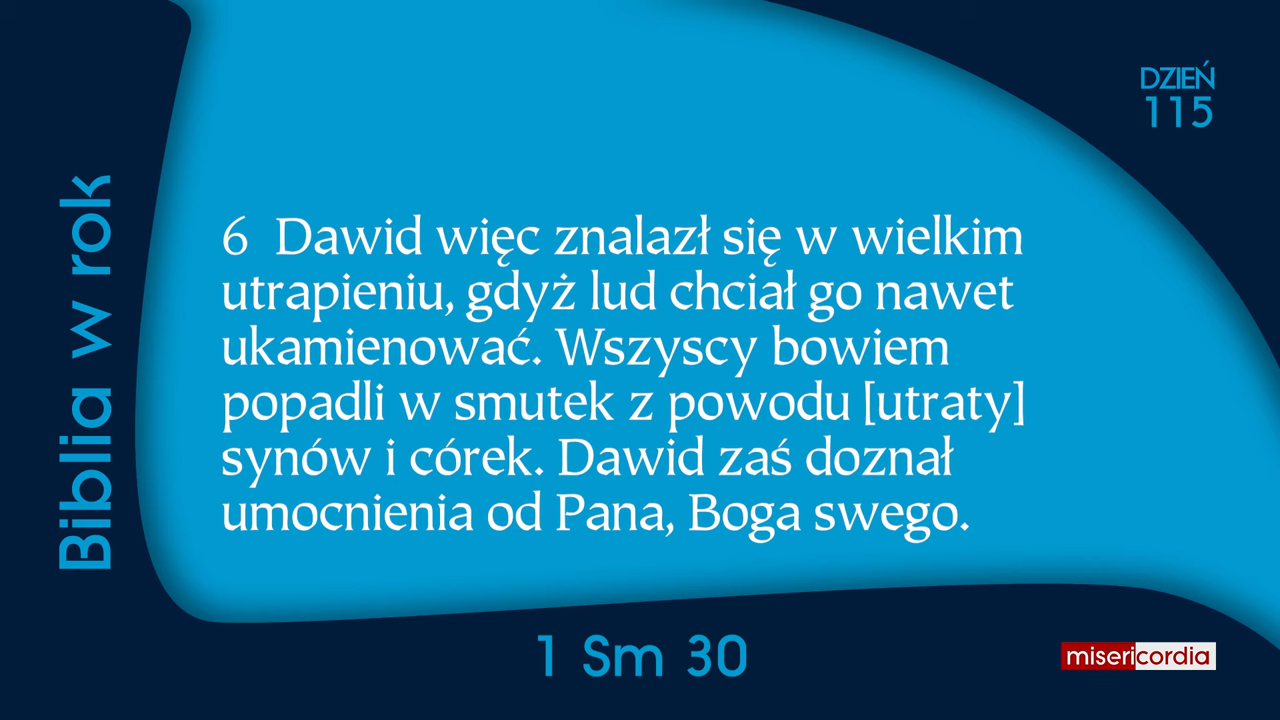 DZIEŃ
115
Biblia w rok
6 Dawid więc znalazł się w wielkim
utrapieniu, gdyż lud chciał go nawet
ukamienować. Wszyscy bowiem
popadli w smutek z powodu [utraty]
synów i córek. Dawid zaś doznał
umocnienia od Pana, Boga swego.
1 Sm 30
misericordia